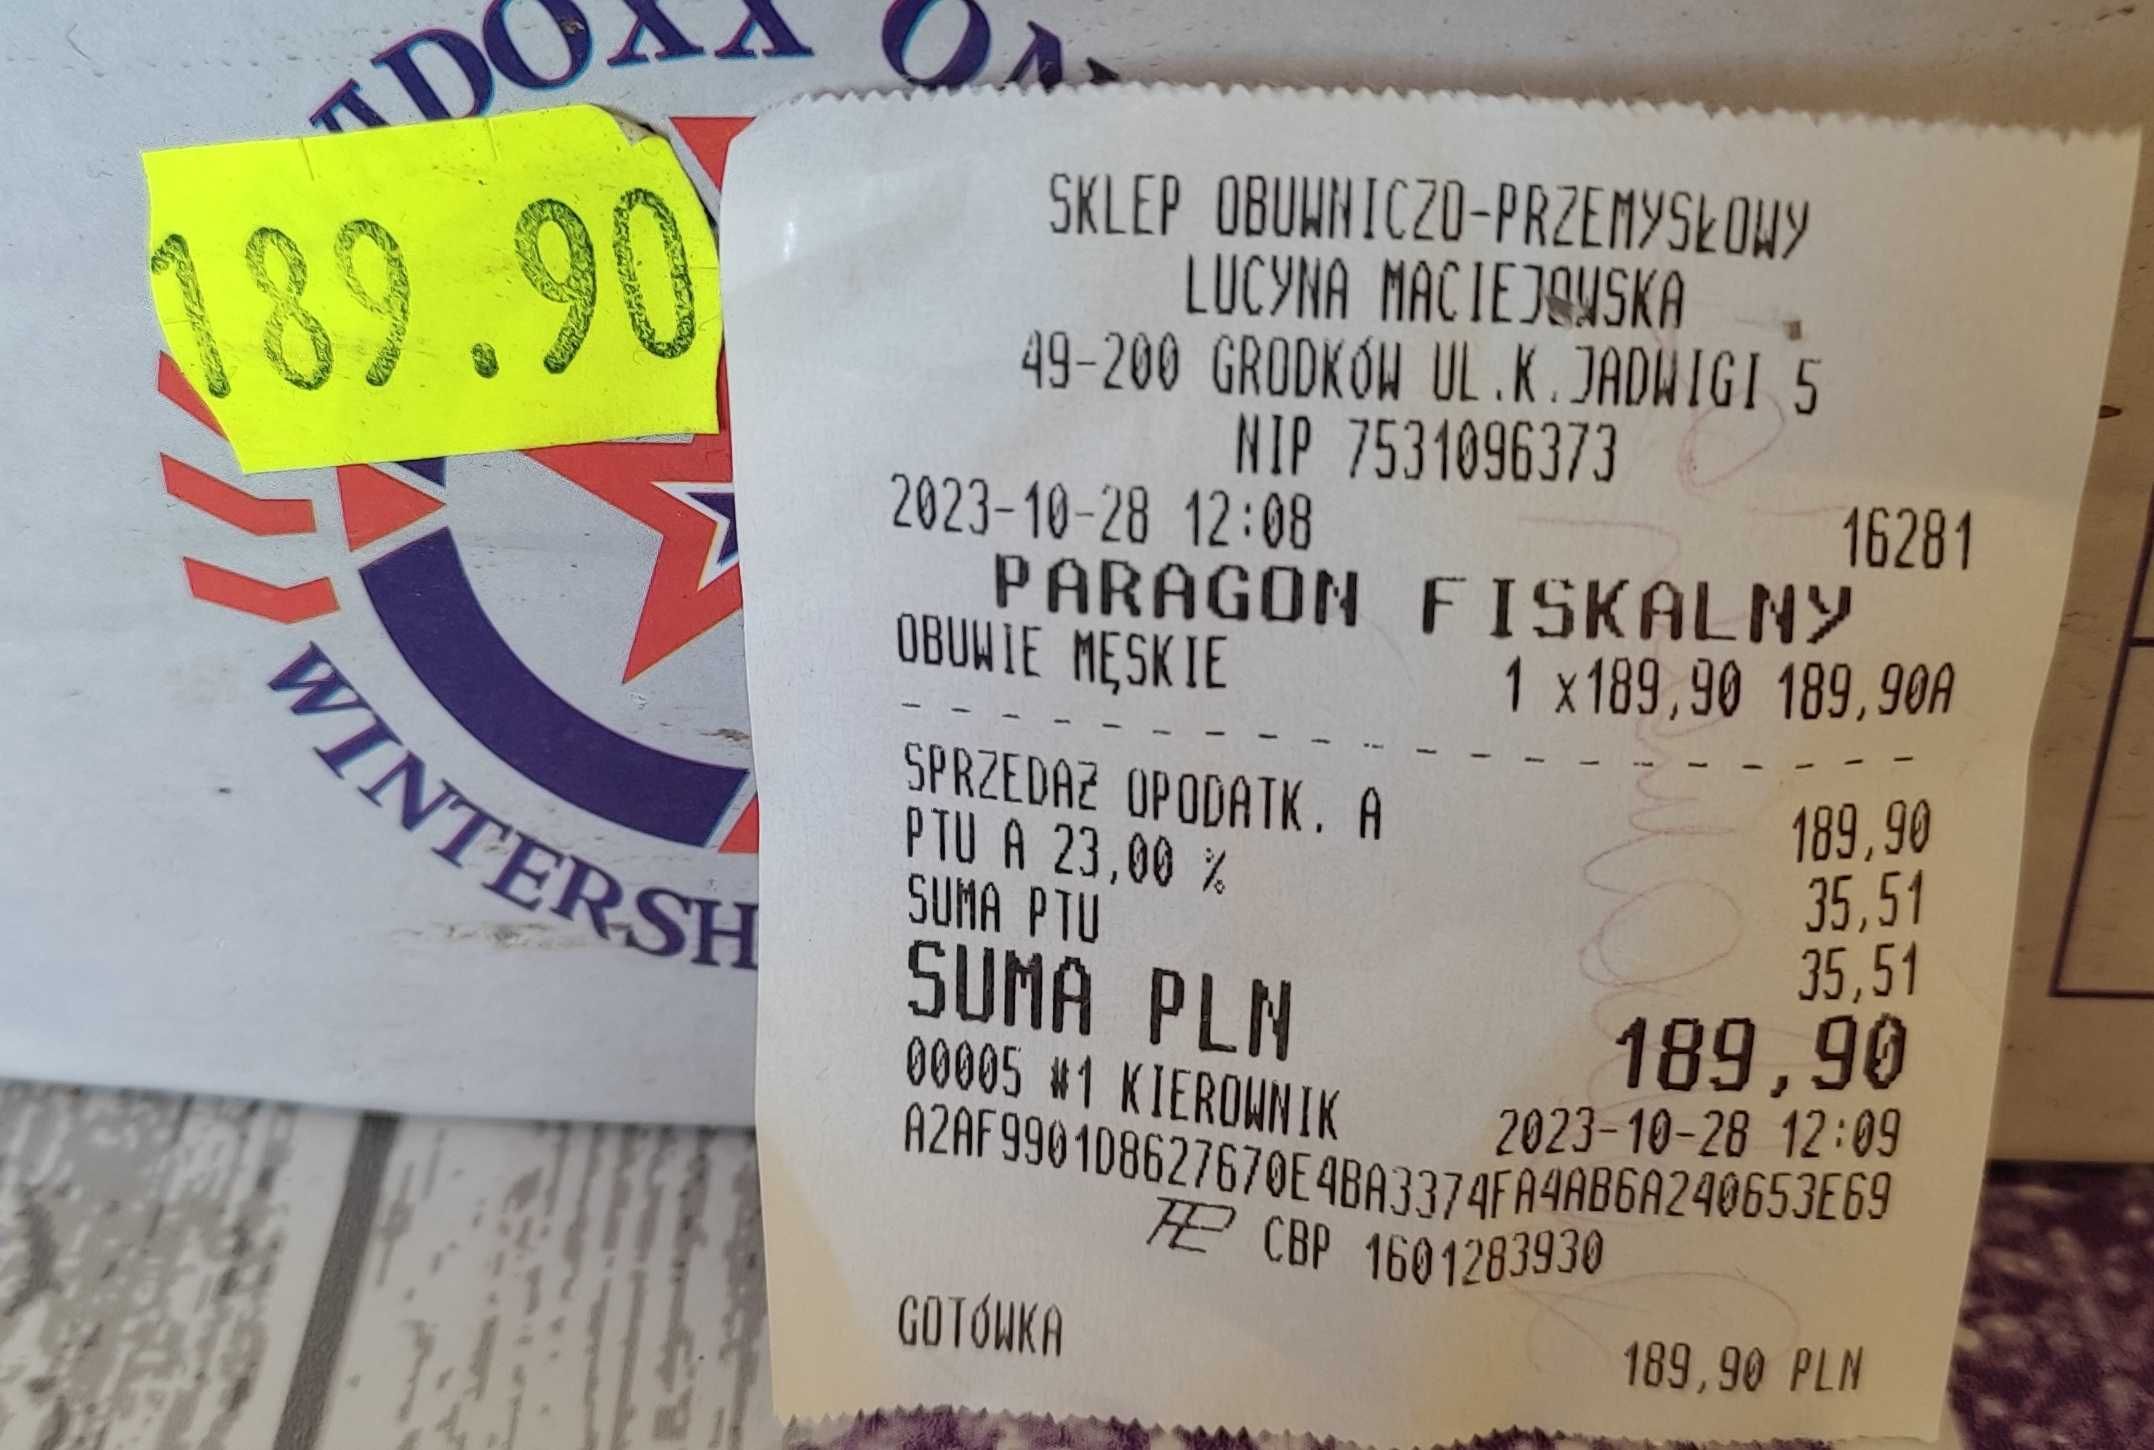 189.90
WINTERSH
SKLEP OBUWNICZO-PRZEMYSŁOWY
LUCYNA MACIEJOWSKA
49-200 GRODKÓW UL.K.JADWIGI 5
NIP 7531096373
2023-10-28 12:08 16281
PARAGON FISKALNY
OBUWIE MĘSKIE
1 x189,90 189,90A
SPRZEDAŻ OPODATK. A 189,90
PTU A 23,00 % 35,51
SUMA PTU 35,51
SUMA PLN 189,90
00005 #1 KIEROWNIK 2023-10-28 12:09
A2AF9901D8627670E4BA3374FA4AB6A240653E69
CBP 1601283930
GOTÓWKA 189,90 PLN